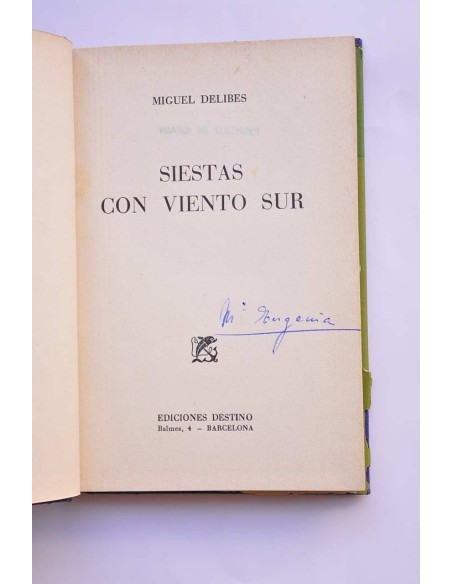 MIGUEL DELIBES
SIESTAS
CON VIENTO SUR
Mª Eugenia
EDICIONES DESTINO
Balmes, 4 – BARCELONA